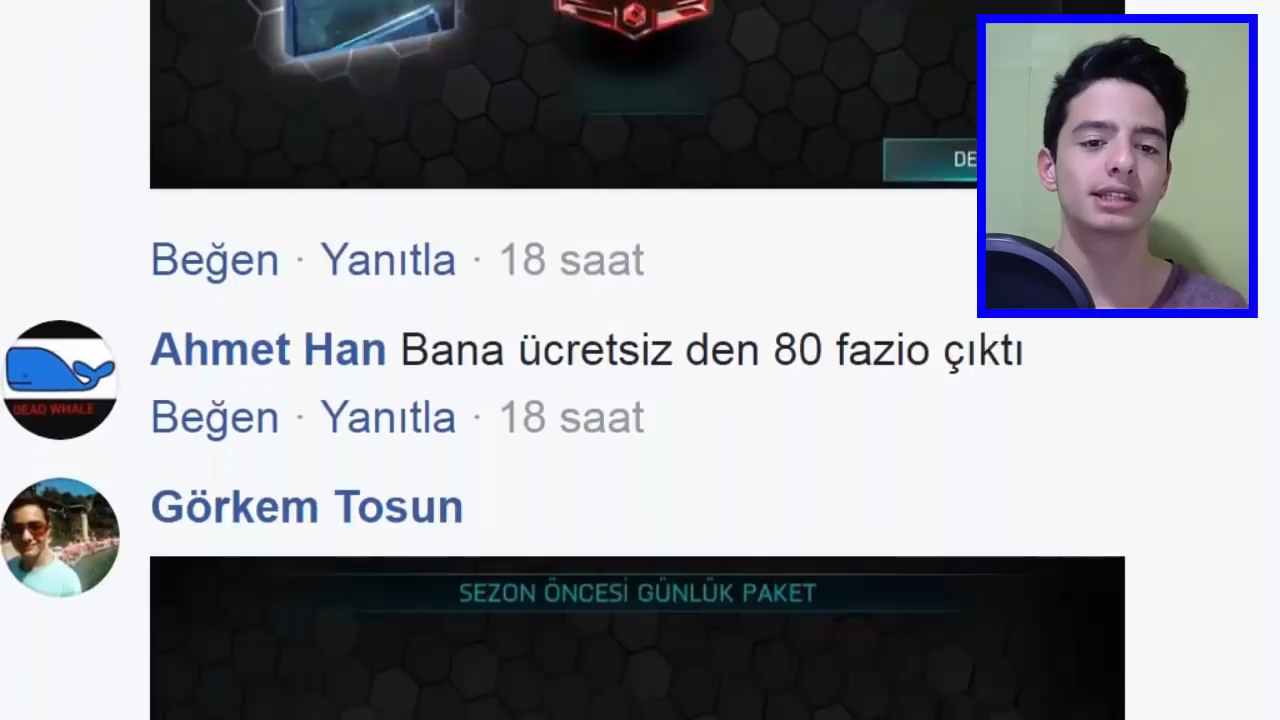 DE
Beğen · Yanıtla · 18 saat
Ahmet Han Bana ücretsiz den 80 fazio çıktı
DEAD WHALE
Beğen · Yanıtla · 18 saat
Görkem Tosun
SEZON ÖNCESİ GÜNLÜK PAKET